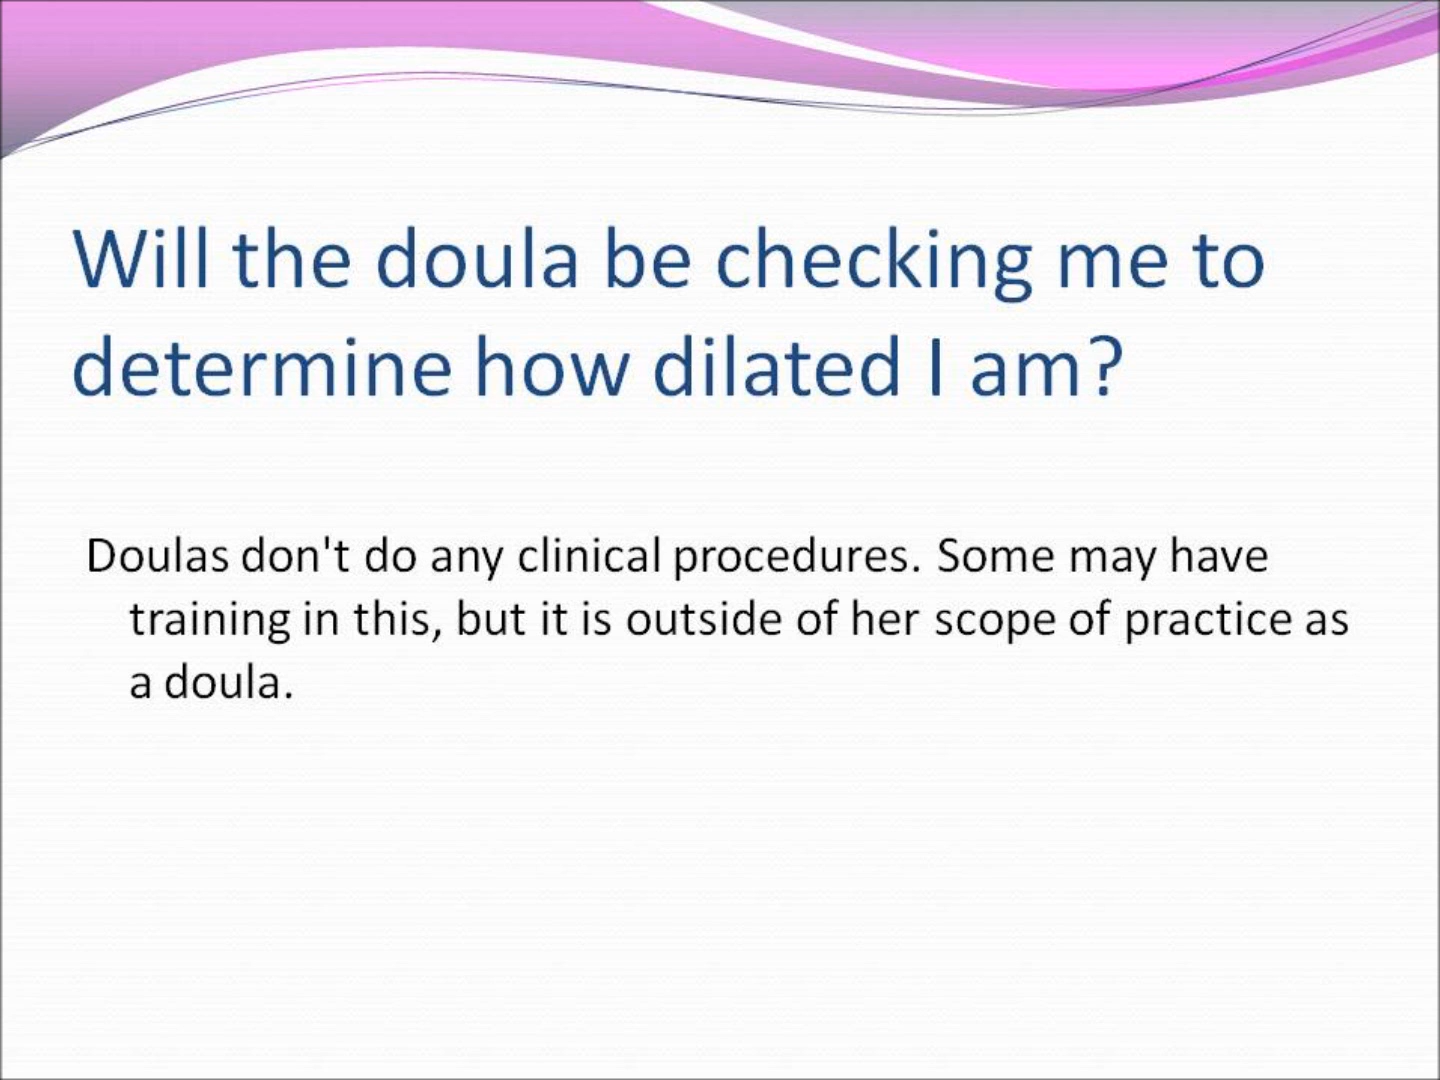 Will the doula be checking me to
determine how dilated I am?
Doulas don't do any clinical procedures. Some may have
training in this, but it is outside of her scope of practice as
a doula.